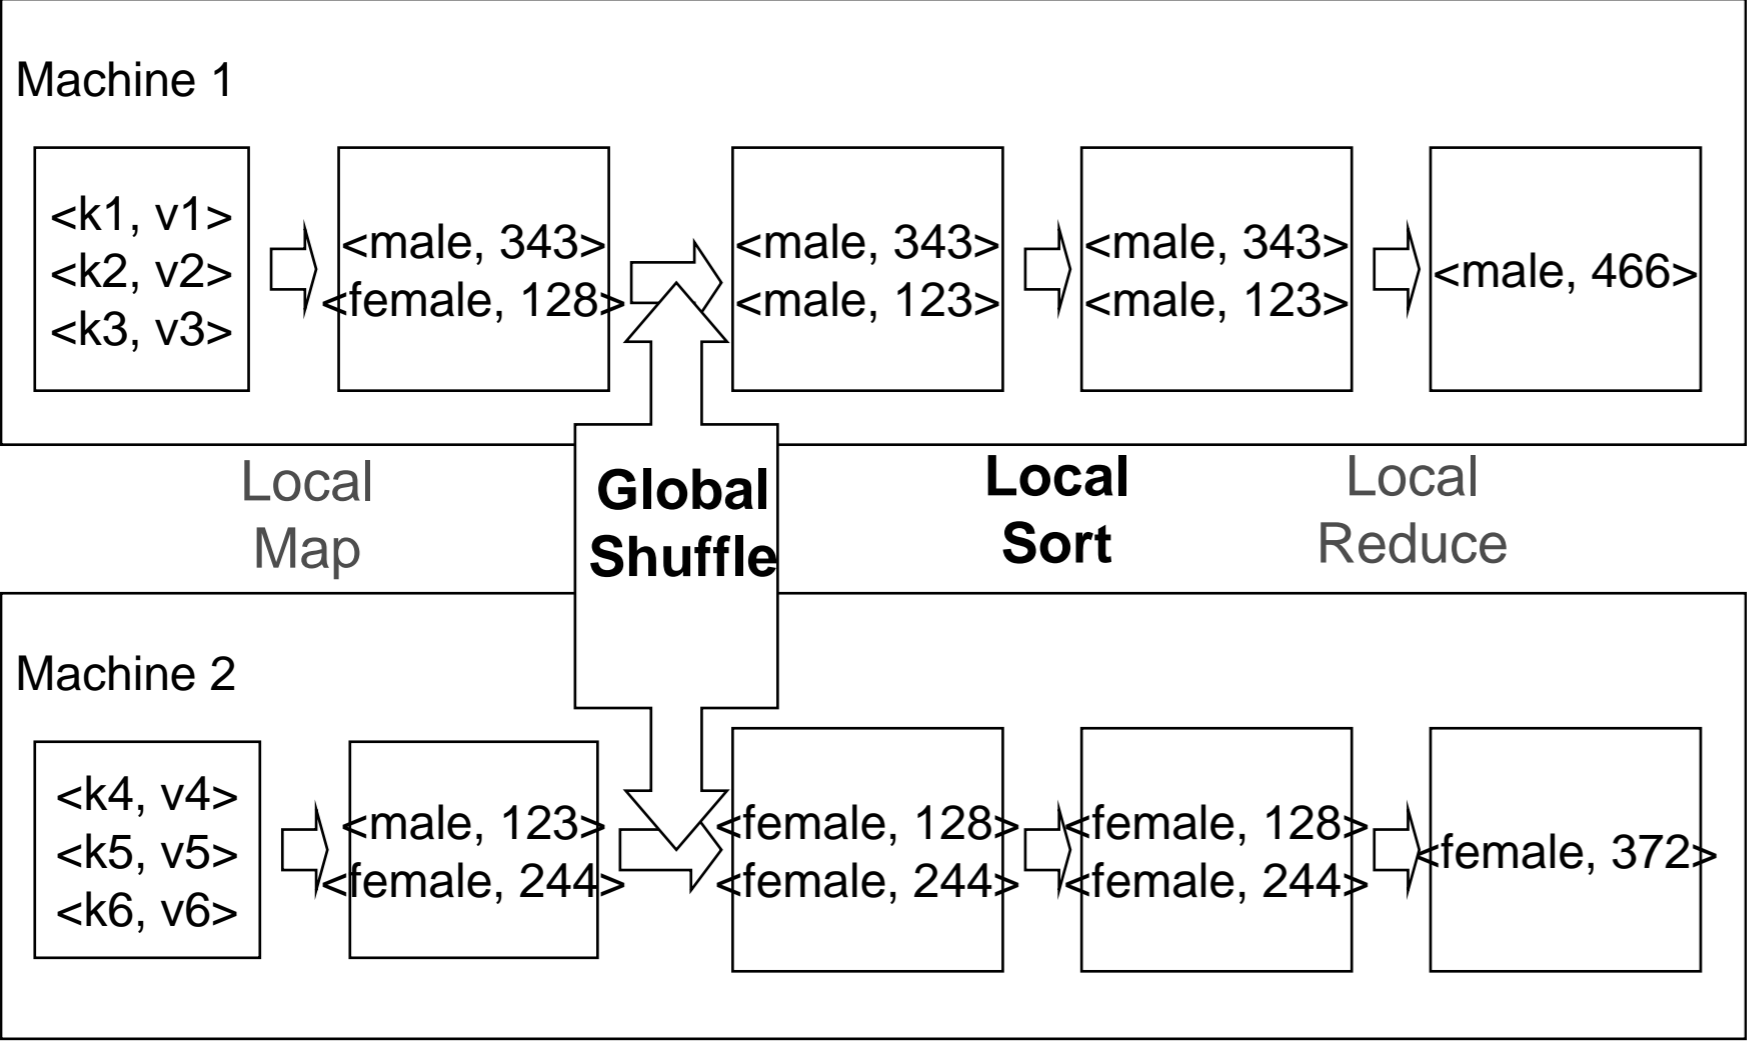 Machine 1
<k1, v1>
<k2, v2>
<k3, v3>
<male, 343>
<female, 128>
<male, 343>
<male, 123>
<male, 343>
<male, 123>
<male, 466>
Local
Map
Global
Shuffle
Local
Sort
Local
Reduce
Machine 2
<k4, v4>
<k5, v5>
<k6, v6>
<male, 123>
<female, 244>
<female, 128>
<female, 244>
<female, 128>
<female, 244>
<female, 372>